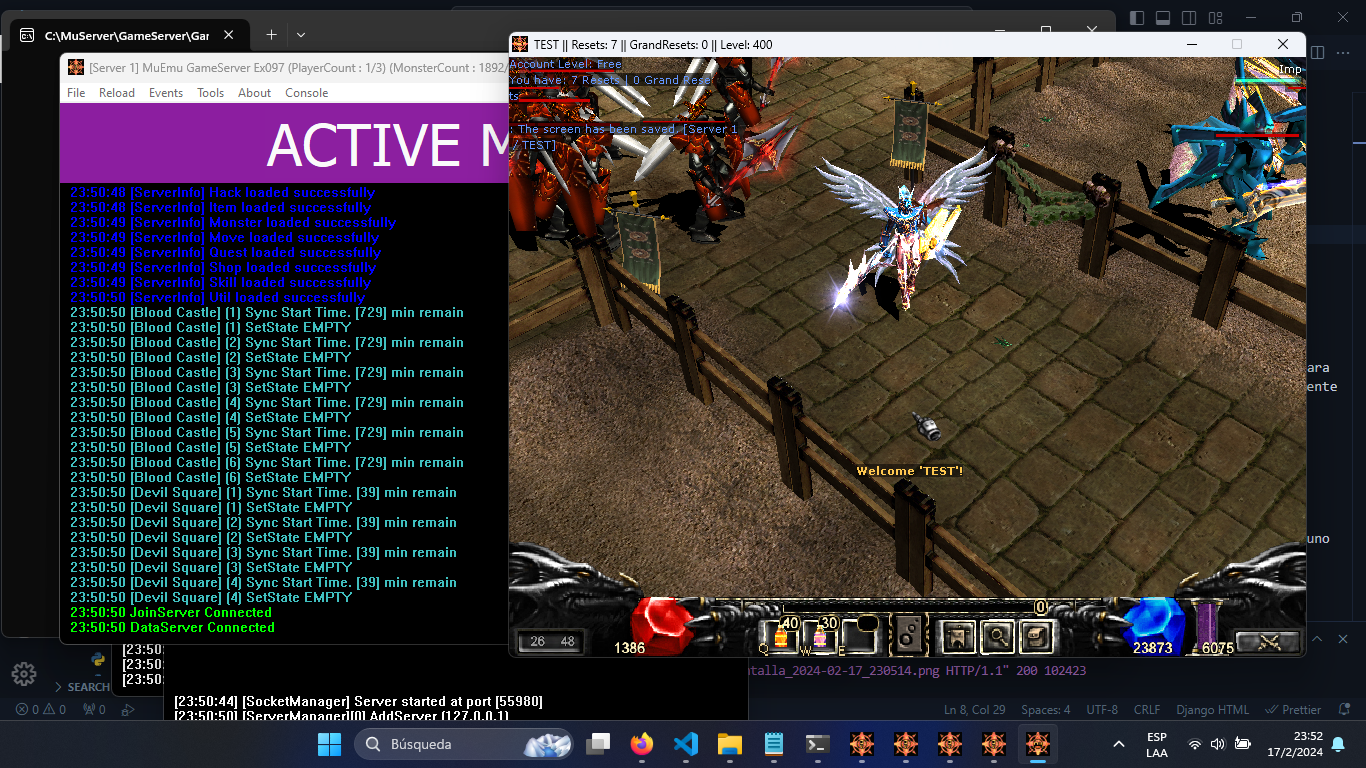 C:\MuServer\GameServer\Gar
[Server 1] MuEmu GameServer Ex097 (PlayerCount : 1/3) (MonsterCount : 1892/
File Reload Events Tools About Console
ACTIVE M
23:50:48 [ServerInfo] Hack loaded successfully
23:50:48 [ServerInfo] Item loaded successfully
23:50:49 [ServerInfo] Monster loaded successfully
23:50:49 [ServerInfo] Move loaded successfully
23:50:49 [ServerInfo] Quest loaded successfully
23:50:49 [ServerInfo] Shop loaded successfully
23:50:49 [ServerInfo] Skill loaded successfully
23:50:50 [ServerInfo] Util loaded successfully
23:50:50 [Blood Castle] (1) Sync Start Time. [729] min remain
23:50:50 [Blood Castle] (1) SetState EMPTY
23:50:50 [Blood Castle] (2) Sync Start Time. [729] min remain
23:50:50 [Blood Castle] (2) SetState EMPTY
23:50:50 [Blood Castle] (3) Sync Start Time. [729] min remain
23:50:50 [Blood Castle] (3) SetState EMPTY
23:50:50 [Blood Castle] (4) Sync Start Time. [729] min remain
23:50:50 [Blood Castle] (4) SetState EMPTY
23:50:50 [Blood Castle] (5) Sync Start Time. [729] min remain
23:50:50 [Blood Castle] (5) SetState EMPTY
23:50:50 [Blood Castle] (6) Sync Start Time. [729] min remain
23:50:50 [Blood Castle] (6) SetState EMPTY
23:50:50 [Devil Square] (1) Sync Start Time. [39] min remain
23:50:50 [Devil Square] (1) SetState EMPTY
23:50:50 [Devil Square] (2) Sync Start Time. [39] min remain
23:50:50 [Devil Square] (2) SetState EMPTY
23:50:50 [Devil Square] (3) Sync Start Time. [39] min remain
23:50:50 [Devil Square] (3) SetState EMPTY
23:50:50 [Devil Square] (4) Sync Start Time. [39] min remain
23:50:50 [Devil Square] (4) SetState EMPTY
23:50:50 JoinServer Connected
23:50:50 DataServer Connected
TEST || Resets: 7 || GrandResets: 0 || Level: 400
Account Level: Free
You have: 7 Resets | 0 Grand Rese
ts
: The screen has been saved. [Server 1
/ TEST]
Imp
Welcome 'TEST'!
0
40 30
Q W E
26 48
1386
23873
6075
ara
ente
uno
[23:50:
[23:50:
[23:50:
[23:50:44] [SocketManager] Server started at port [55980]
[23:50:50] [ServerManager][0] AddServer (127.0.0.1)
SEARCH
ntalla_2024-02-17_230514.png HTTP/1.1" 200 102423
0 0 0
Ln 8, Col 29 Spaces: 4 UTF-8 CRLF Django HTML Prettier
Búsqueda
ESP
LAA
23:52
17/2/2024